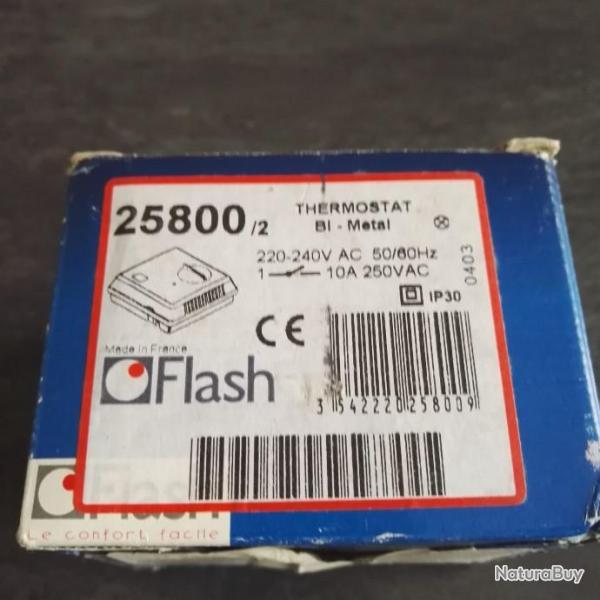 25800/2
THERMOSTAT
Bi - Metal
220-240V AC 50/60Hz
1 10A 250VAC
0403
IP30
CE
Made in France
Flash
3 542220 258009
Flash
Le confort facile
NaturaBuy